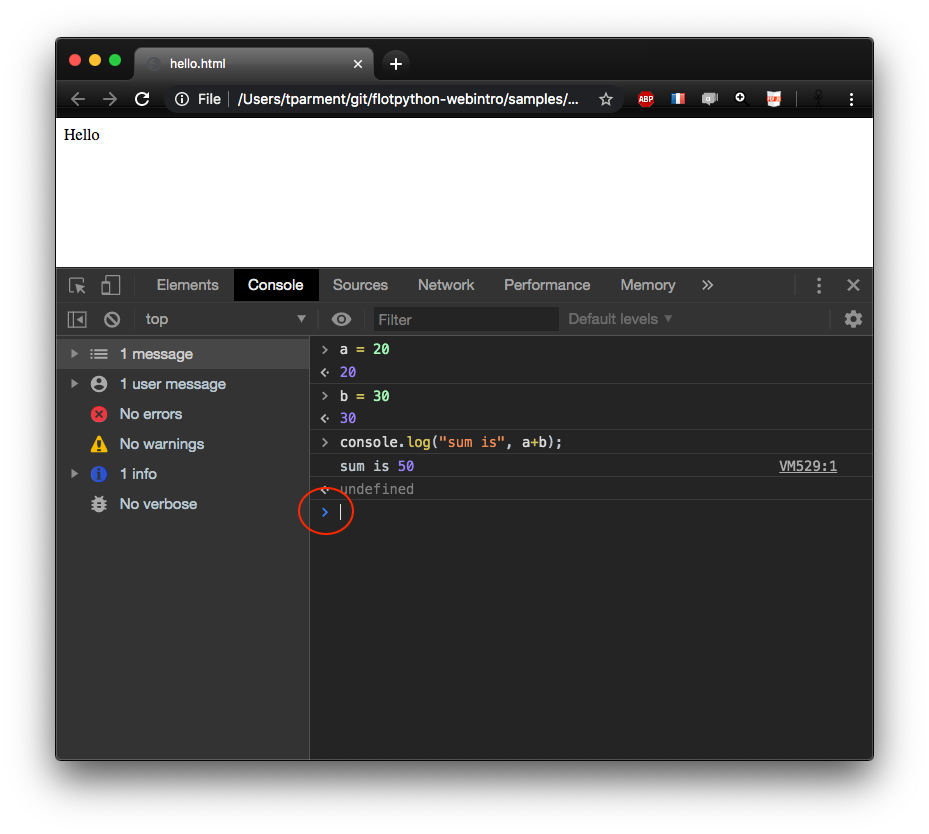 hello.html
File /Users/tparment/git/flotpython-webintro/samples/...
ABP
Hello
Elements Console Sources Network Performance Memory »
top Filter Default levels
1 message
1 user message
No errors
No warnings
1 info
No verbose
> a = 20
20
> b = 30
30
> console.log("sum is", a+b);
sum is 50 VM529:1
undefined
>